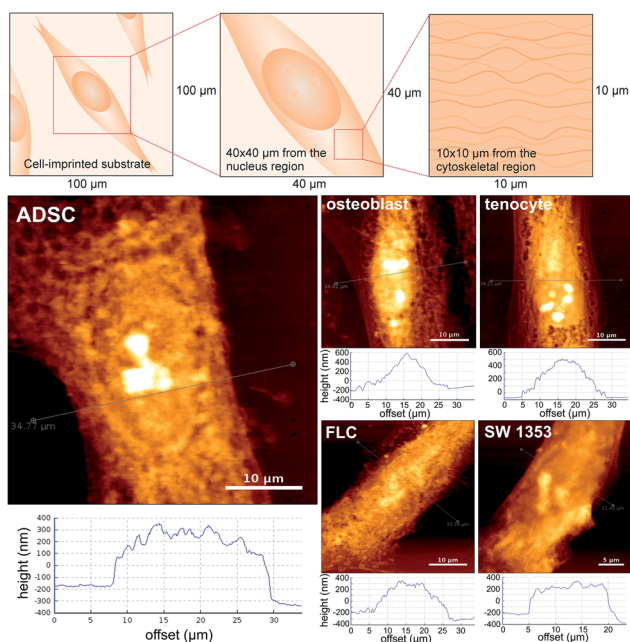 100 µm
40 µm
10 µm
Cell-imprinted substrate
40x40 µm from the
nucleus region
10x10 µm from the
cytoskeletal region
100 µm
40 µm
10 µm
ADSC
34.77 µm
10 µm
osteoblast
10 µm
tenocyte
10 µm
height (nm)
600
400
200
0
-200
-400
0 5 10 15 20 25 30
offset (µm)
height (nm)
600
400
200
0
0 5 10 15 20 25 30
offset (µm)
FLC
10 µm
SW 1353
5 µm
height (nm)
400
300
200
100
0
-100
-200
-300
-400
0 5 10 15 20 25 30
offset (µm)
height (nm)
400
200
0
-200
-400
0 5 10 15 20 25 30
offset (µm)
height (nm)
400
200
0
-200
-400
0 5 10 15 20
offset (µm)